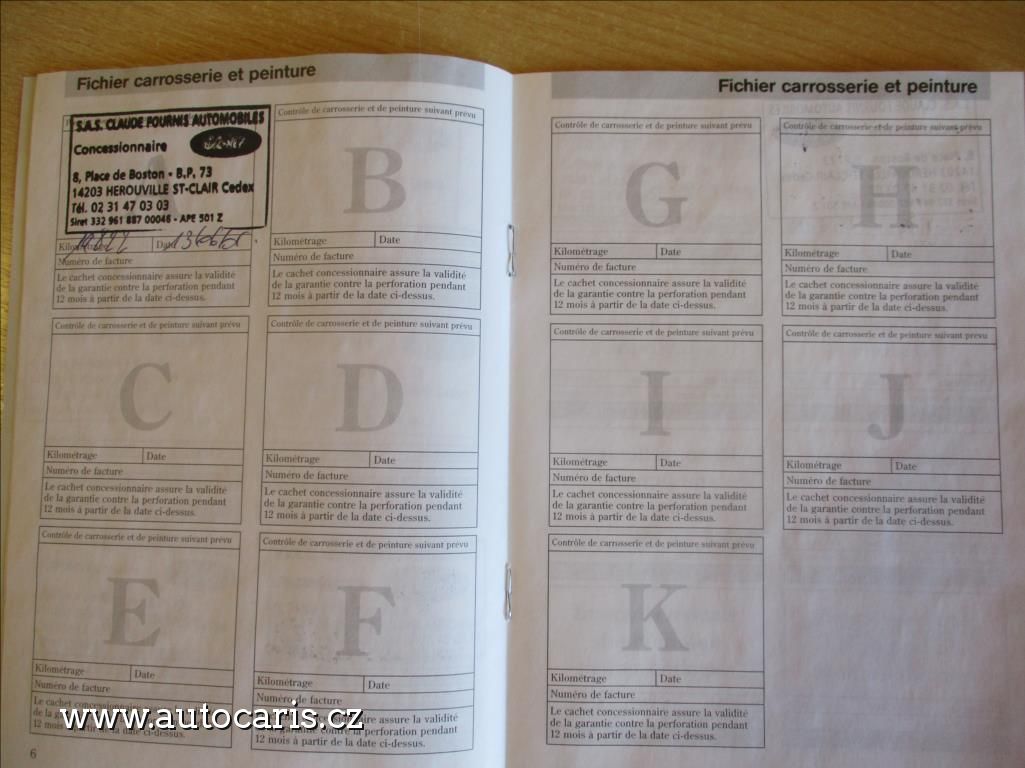 Fichier carrosserie et peinture
S.A.S. CLAUDE FOURNIS AUTOMOBILES
Concessionnaire
8, Place de Boston - B.P. 73
14203 HEROUVILLE ST-CLAIR Cedex
Tél. 02 31 47 03 03
Siret 332 961 887 00046 - APE 501 Z
Kilométrage
Date
Numéro de facture
Le cachet concessionnaire assure la validité
de la garantie contre la perforation pendant
12 mois à partir de la date ci-dessus.
Contrôle de carrosserie et de peinture suivant prévu
B
Kilométrage Date
Numéro de facture
Le cachet concessionnaire assure la validité
de la garantie contre la perforation pendant
12 mois à partir de la date ci-dessus.
Contrôle de carrosserie et de peinture suivant prévu
C
Kilométrage Date
Numéro de facture
Le cachet concessionnaire assure la validité
de la garantie contre la perforation pendant
12 mois à partir de la date ci-dessus.
Contrôle de carrosserie et de peinture suivant prévu
D
Kilométrage Date
Numéro de facture
Le cachet concessionnaire assure la validité
de la garantie contre la perforation pendant
12 mois à partir de la date ci-dessus.
Contrôle de carrosserie et de peinture suivant prévu
E
Kilométrage Date
Numéro de facture
Le cachet concessionnaire assure la validité
de la
12 mois à partir de la date ci-dessus.
Contrôle de carrosserie et de peinture suivant prévu
F
Kilométrage Date
Numéro de facture
Le cachet concessionnaire assure la validité
de la garantie contre la perforation pendant
12 mois à partir de la date ci-dessus.
6
Fichier carrosserie et peinture
Contrôle de carrosserie et de peinture suivant prévu
G
Kilométrage Date
Numéro de facture
Le cachet concessionnaire assure la validité
de la garantie contre la perforation pendant
12 mois à partir de la date ci-dessus.
Contrôle de carrosserie et de peinture suivant prévu
H
Kilométrage Date
Numéro de facture
Le cachet concessionnaire assure la validité
de la garantie contre la perforation pendant
12 mois à partir de la date ci-dessus.
Contrôle de carrosserie et de peinture suivant prévu
I
Kilométrage Date
Numéro de facture
Le cachet concessionnaire assure la validité
de la garantie contre la perforation pendant
12 mois à partir de la date ci-dessus.
Contrôle de carrosserie et de peinture suivant prévu
J
Kilométrage Date
Numéro de facture
Le cachet concessionnaire assure la validité
de la garantie contre la perforation pendant
12 mois à partir de la date ci-dessus.
Contrôle de carrosserie et de peinture suivant prévu
K
Kilométrage Date
Numéro de facture
Le cachet concessionnaire assure la validité
de la garantie contre la perforation pendant
12 mois à partir de la date ci-dessus.
www.autocaris.cz